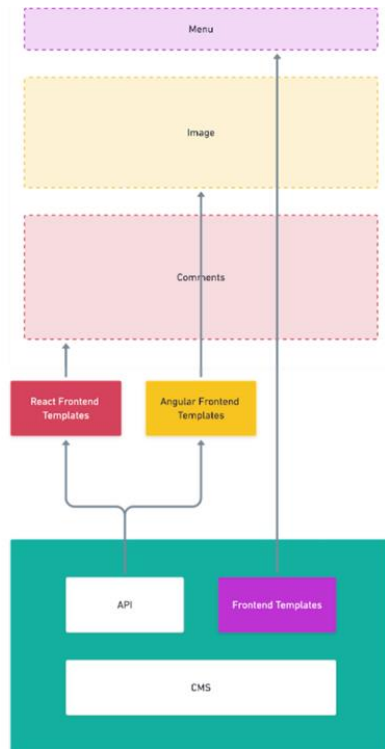 Menu
Image
Comments
React Frontend
Templates
Angular Frontend
Templates
API
Frontend Templates
CMS